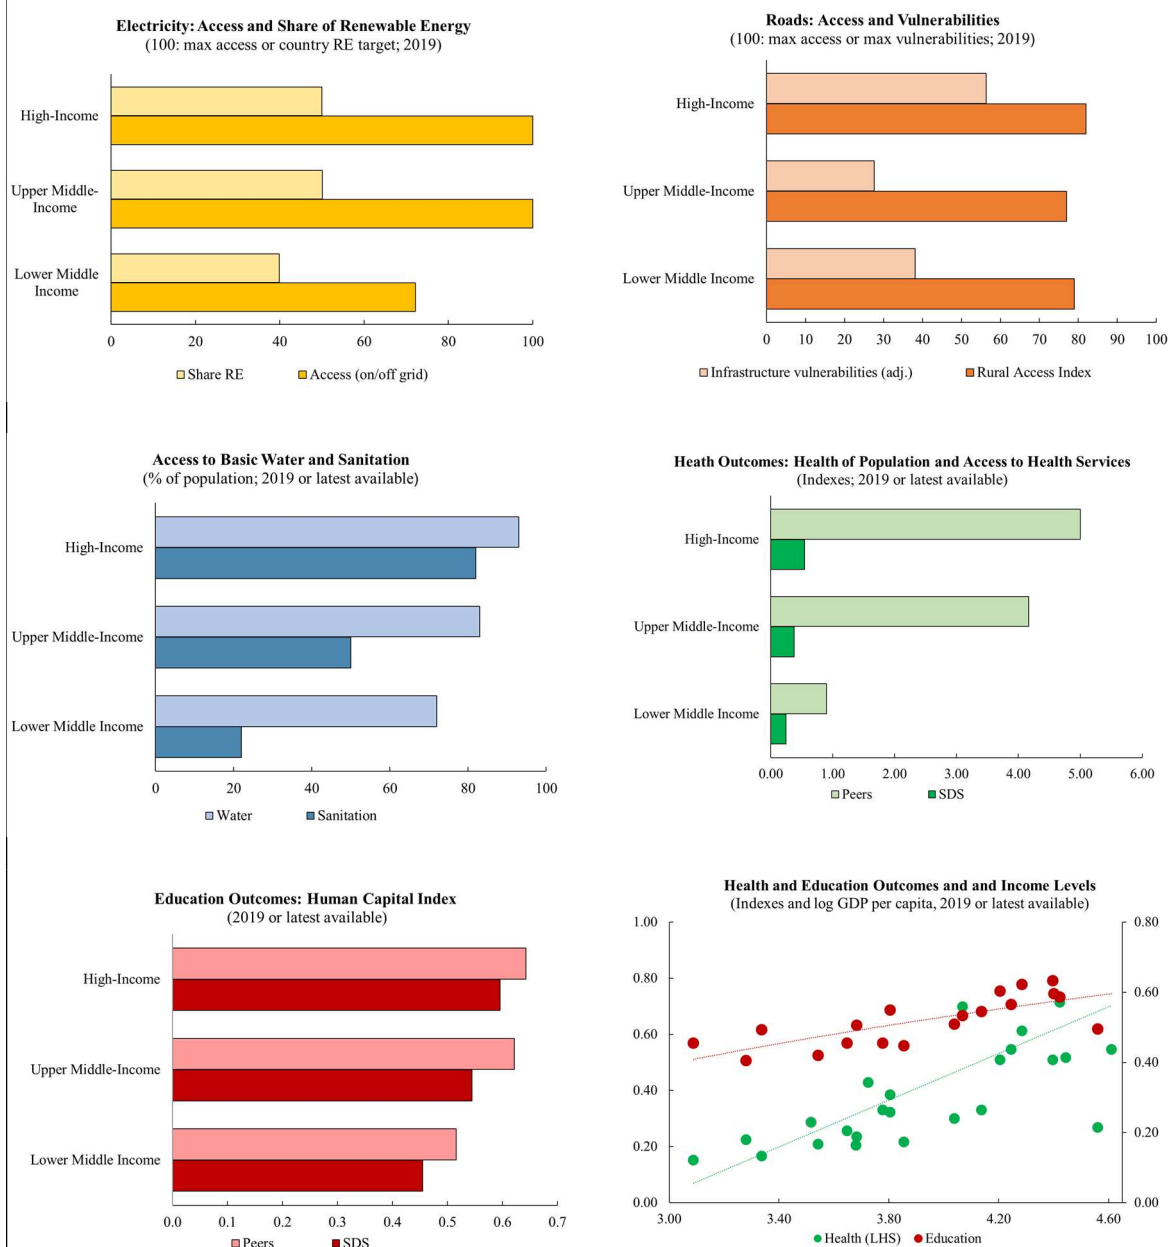 Electricity: Access and Share of Renewable Energy
(100: max access or country RE target; 2019)
High-Income
Upper Middle-
Income
Lower Middle
Income
0 20 40 60 80 100
Share RE Access (on/off grid)
Roads: Access and Vulnerabilities
(100: max access or max vulnerabilities; 2019)
High-Income
Upper Middle-Income
Lower Middle Income
0 10 20 30 40 50 60 70 80 90 100
Infrastructure vulnerabilities (adj.) Rural Access Index
Access to Basic Water and Sanitation
(% of population; 2019 or latest available)
High-Income
Upper Middle-Income
Lower Middle Income
0 20 40 60 80 100
Water Sanitation
Heath Outcomes: Health of Population and Access to Health Services
(Indexes; 2019 or latest available)
High-Income
Upper Middle-Income
Lower Middle Income
0.00 1.00 2.00 3.00 4.00 5.00 6.00
Peers SDS
Education Outcomes: Human Capital Index
(2019 or latest available)
High-Income
Upper Middle-Income
Lower Middle Income
0.0 0.1 0.2 0.3 0.4 0.5 0.6 0.7
Peers SDS
Health and Education Outcomes and and Income Levels
(Indexes and log GDP per capita, 2019 or latest available)
1.00 0.80
0.80
0.60
0.60
0.40
0.40
0.20
0.20
0.00 0.00
3.00 3.40 3.80 4.20 4.60
Health (LHS) Education